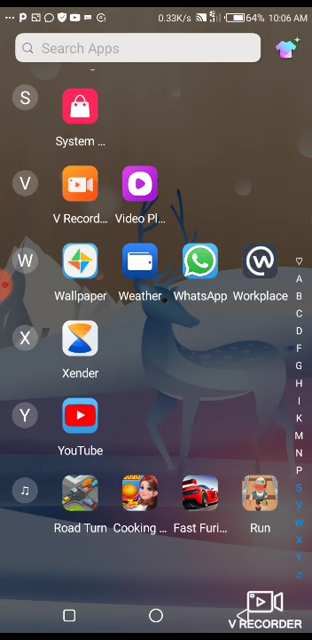 0.33K/s 64% 10:06 AM
Search Apps
S
System ...
V
V Record... Video Pl...
W
Wallpaper Weather WhatsApp Workplace
X
Xender
Y
YouTube
Road Turn Cooking ... Fast Furi... Run
A
B
C
D
F
G
H
I
K
M
N
P
S
V
W
X
Y
V RECORDER